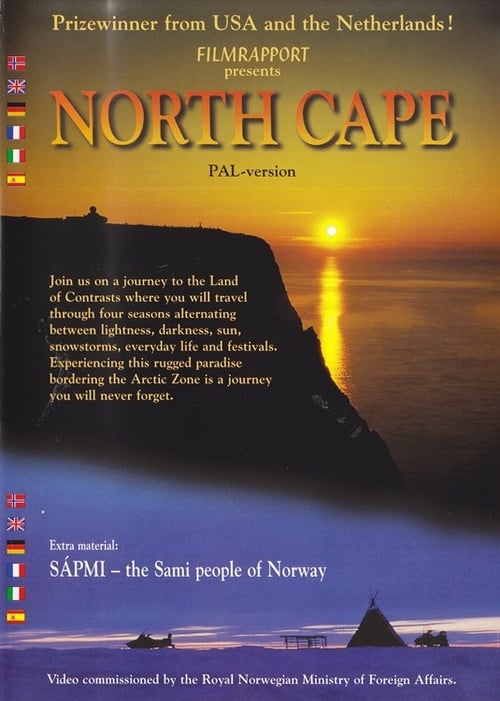 Prizewinner from USA and the Netherlands!
FILMRAPPORT
presents
NORTH CAPE
PAL-version
Join us on a journey to the Land
of Contrasts where you will travel
through four seasons alternating
between lightness, darkness, sun,
snowstorms, everyday life and festivals.
Experiencing this rugged paradise
bordering the Arctic Zone is a journey
you will never forget.
Extra material:
SÁPMI – the Sami people of Norway
Video commissioned by the Royal Norwegian Ministry of Foreign Affairs.